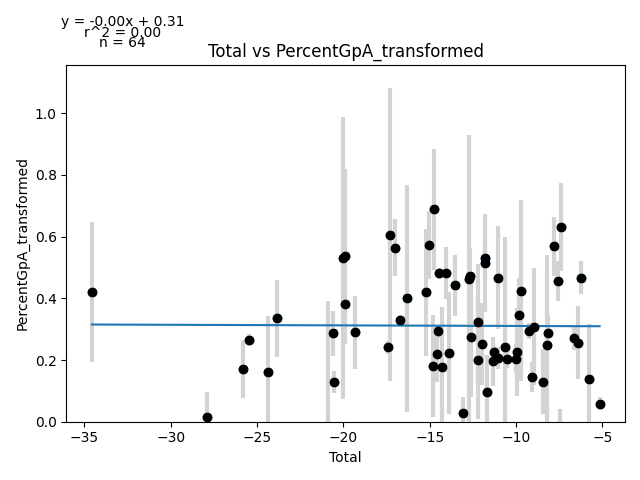 y = -0.00x + 0.31
r^2 = 0.00
n = 64
Total vs PercentGpA_transformed
PercentGpA_transformed
1.0
0.8
0.6
0.4
0.2
0.0
−35 −30 −25 −20 −15 −10 −5
Total